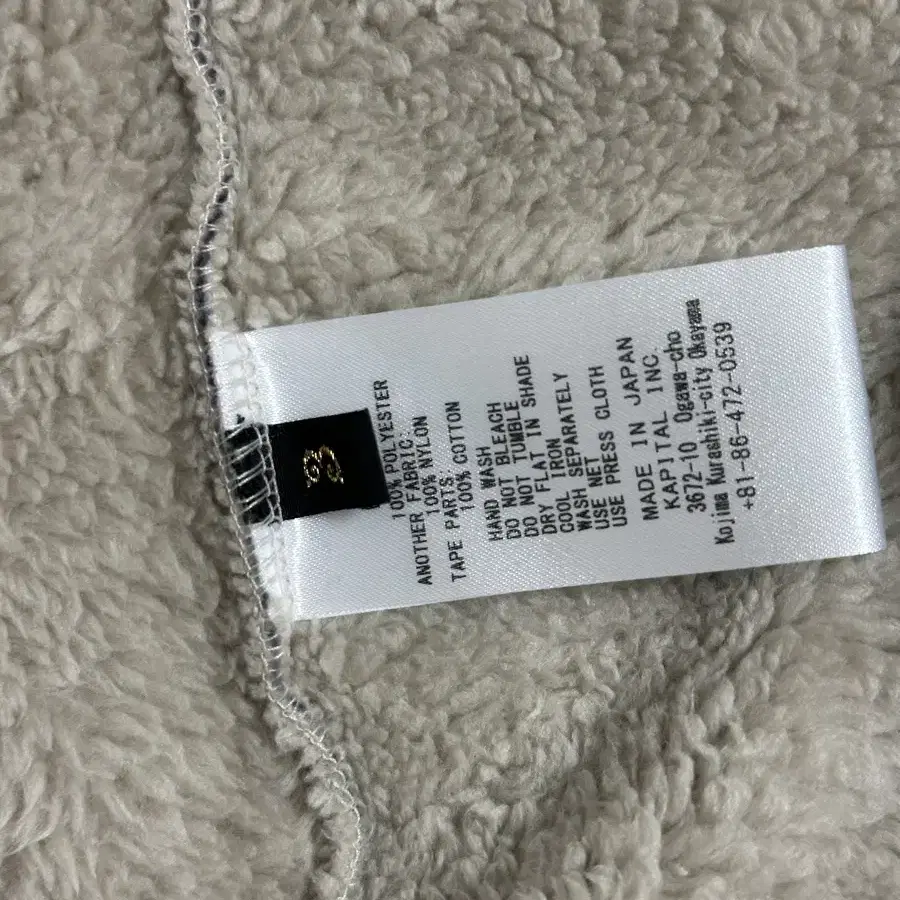 3
100% POLYESTER
ANOTHER FABRIC:
100% NYLON
TAPE PARTS:
100% COTTON
HAND WASH
DO NOT BLEACH
DO NOT TUMBLE
DRY FLAT IN SHADE
COOL IRON
WASH SEPARATELY
USE NET
USE PRESS CLOTH
MADE IN JAPAN
KAPITAL INC.
3672-10 Ogawa-cho
Kojima Kurashiki-city Okayama
+81-86-472-0539